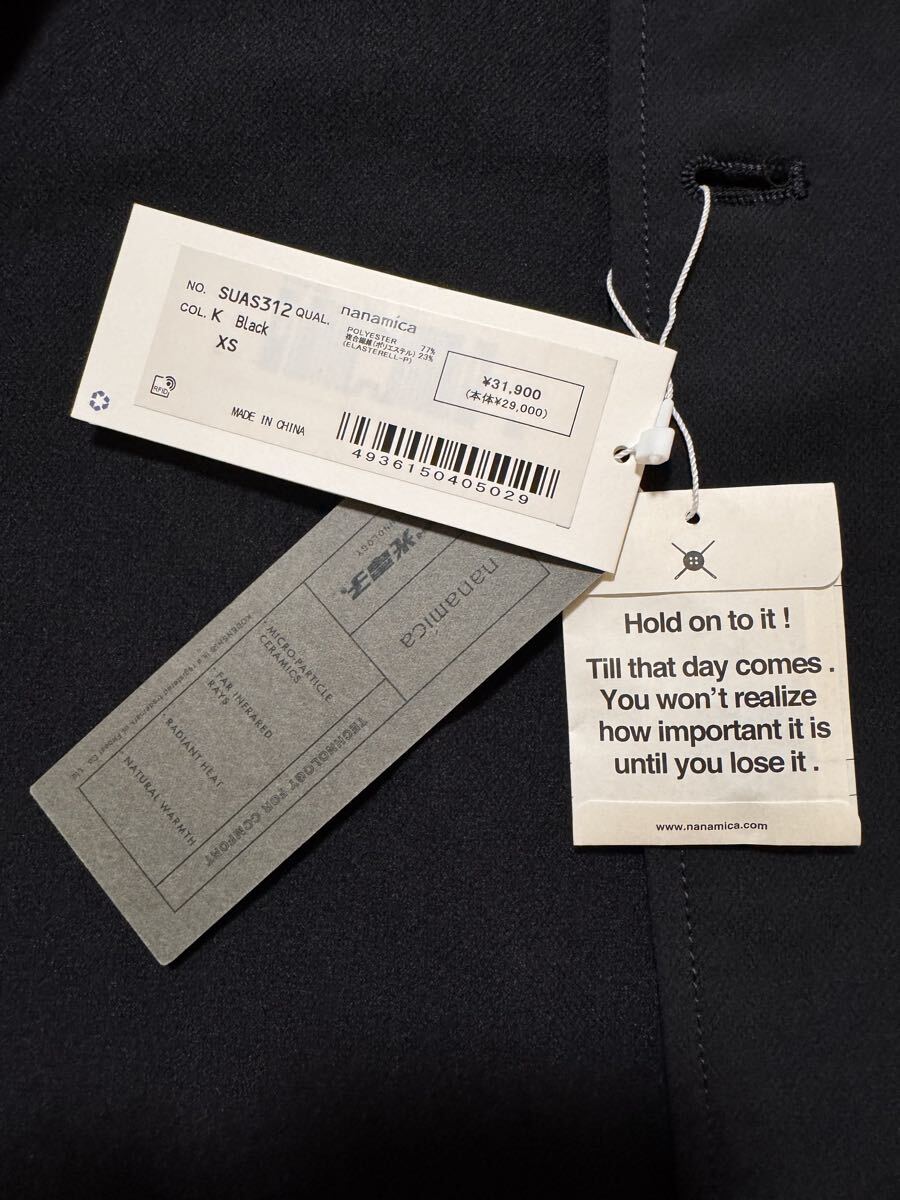 NO. SUAS312 QUAL. nanamica
COL. K Black
XS
POLYESTER 77%
複合繊維(ポリエステル) 23%
(ELASTERELL-P)
¥31,900
(本体¥29,000)
RFID
MADE IN CHINA
4936150405029
nanamica
光電子
MICRO-PARTICLE
CERAMICS
FAR INFRARED
RAYS
RADIANT HEAT
NATURAL WARMTH
TECHNOLOGY FOR COMFORT
Hold on to it !
Till that day comes .
You won't realize
how important it is
until you lose it .
www.nanamica.com